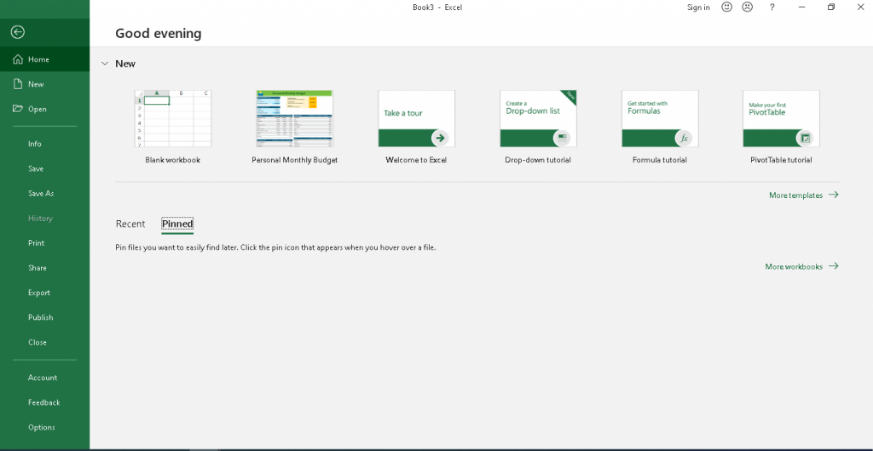 Book3 - Excel
Sign in
?
Good evening
Home
New
Open
Info
Save
Save As
History
Print
Share
Export
Publish
Close
Account
Feedback
Options
New
A B C
1
2
3
4
5
6
7
Blank workbook
Personal Monthly Budget
Take a tour
Welcome to Excel
Create a
Drop-down list
Drop-down tutorial
Get started with
Formulas
fx
Formula tutorial
Make your first
PivotTable
PivotTable tutorial
More templates
Recent Pinned
Pin files you want to easily find later. Click the pin icon that appears when you hover over a file.
More workbooks